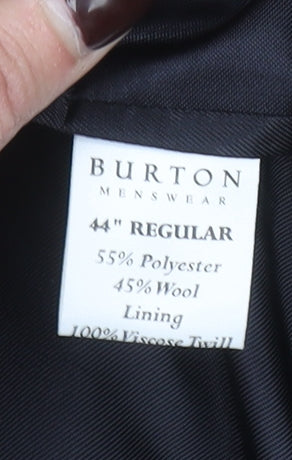 BURTON
MENSWEAR
44" REGULAR
55% Polyester
45% Wool
Lining
100% Viscose Twill